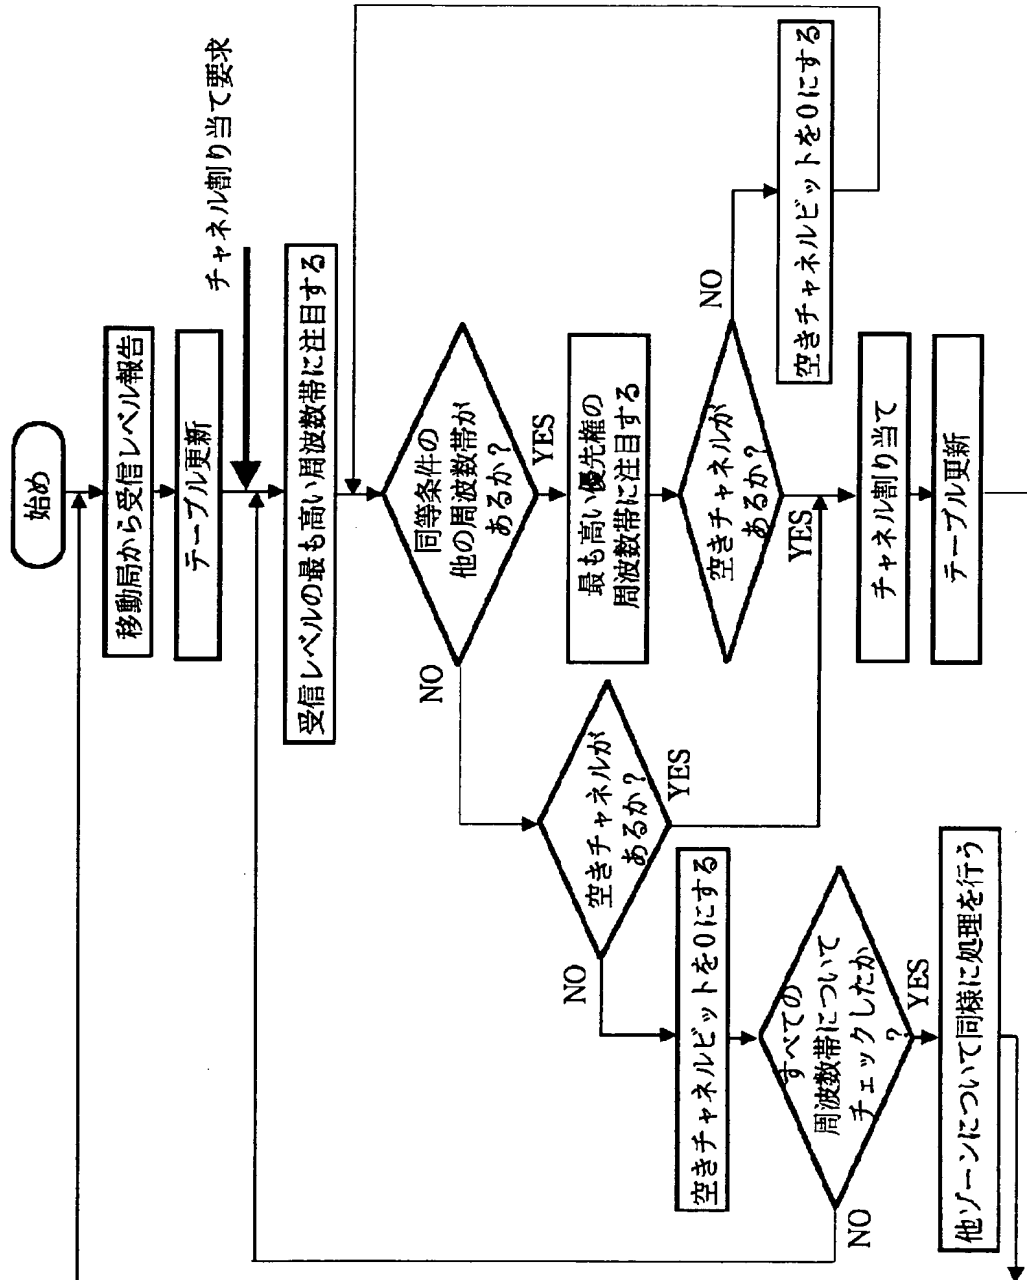 始め
移動局から受信レベル報告
テーブル更新
チャネル割り当て要求
受信レベルの最も高い周波数帯に注目する
同等条件の
他の周波数帯が
あるか?
NO
YES
最も高い優先権の
周波数帯に注目する
空きチャネルが
あるか?
NO
YES
空きチャネルビットを0にする
チャネル割り当て
テーブル更新
空きチャネルが
あるか?
NO
YES
空きチャネルビットを0にする
すべての
周波数帯について
チェックしたか
?
NO
YES
他ゾーンについて同様に処理を行う